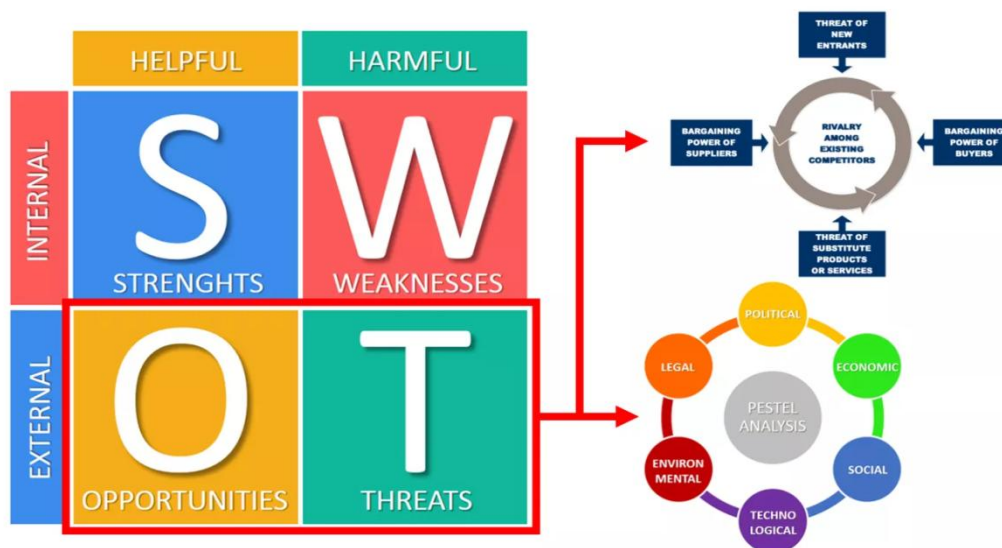 HELPFUL
HARMFUL
INTERNAL
S
STRENGHTS
W
WEAKNESSES
EXTERNAL
O
OPPORTUNITIES
T
THREATS
THREAT OF
NEW
ENTRANTS
BARGAINING
POWER OF
SUPPLIERS
RIVALRY
AMONG
EXISTING
COMPETITORS
BARGAINING
POWER OF
BUYERS
THREAT OF
SUBSTITUTE
PRODUCTS
OR SERVICES
POLITICAL
LEGAL
ECONOMIC
PESTEL
ANALYSIS
ENVIRON
MENTAL
SOCIAL
TECHNO
LOGICAL